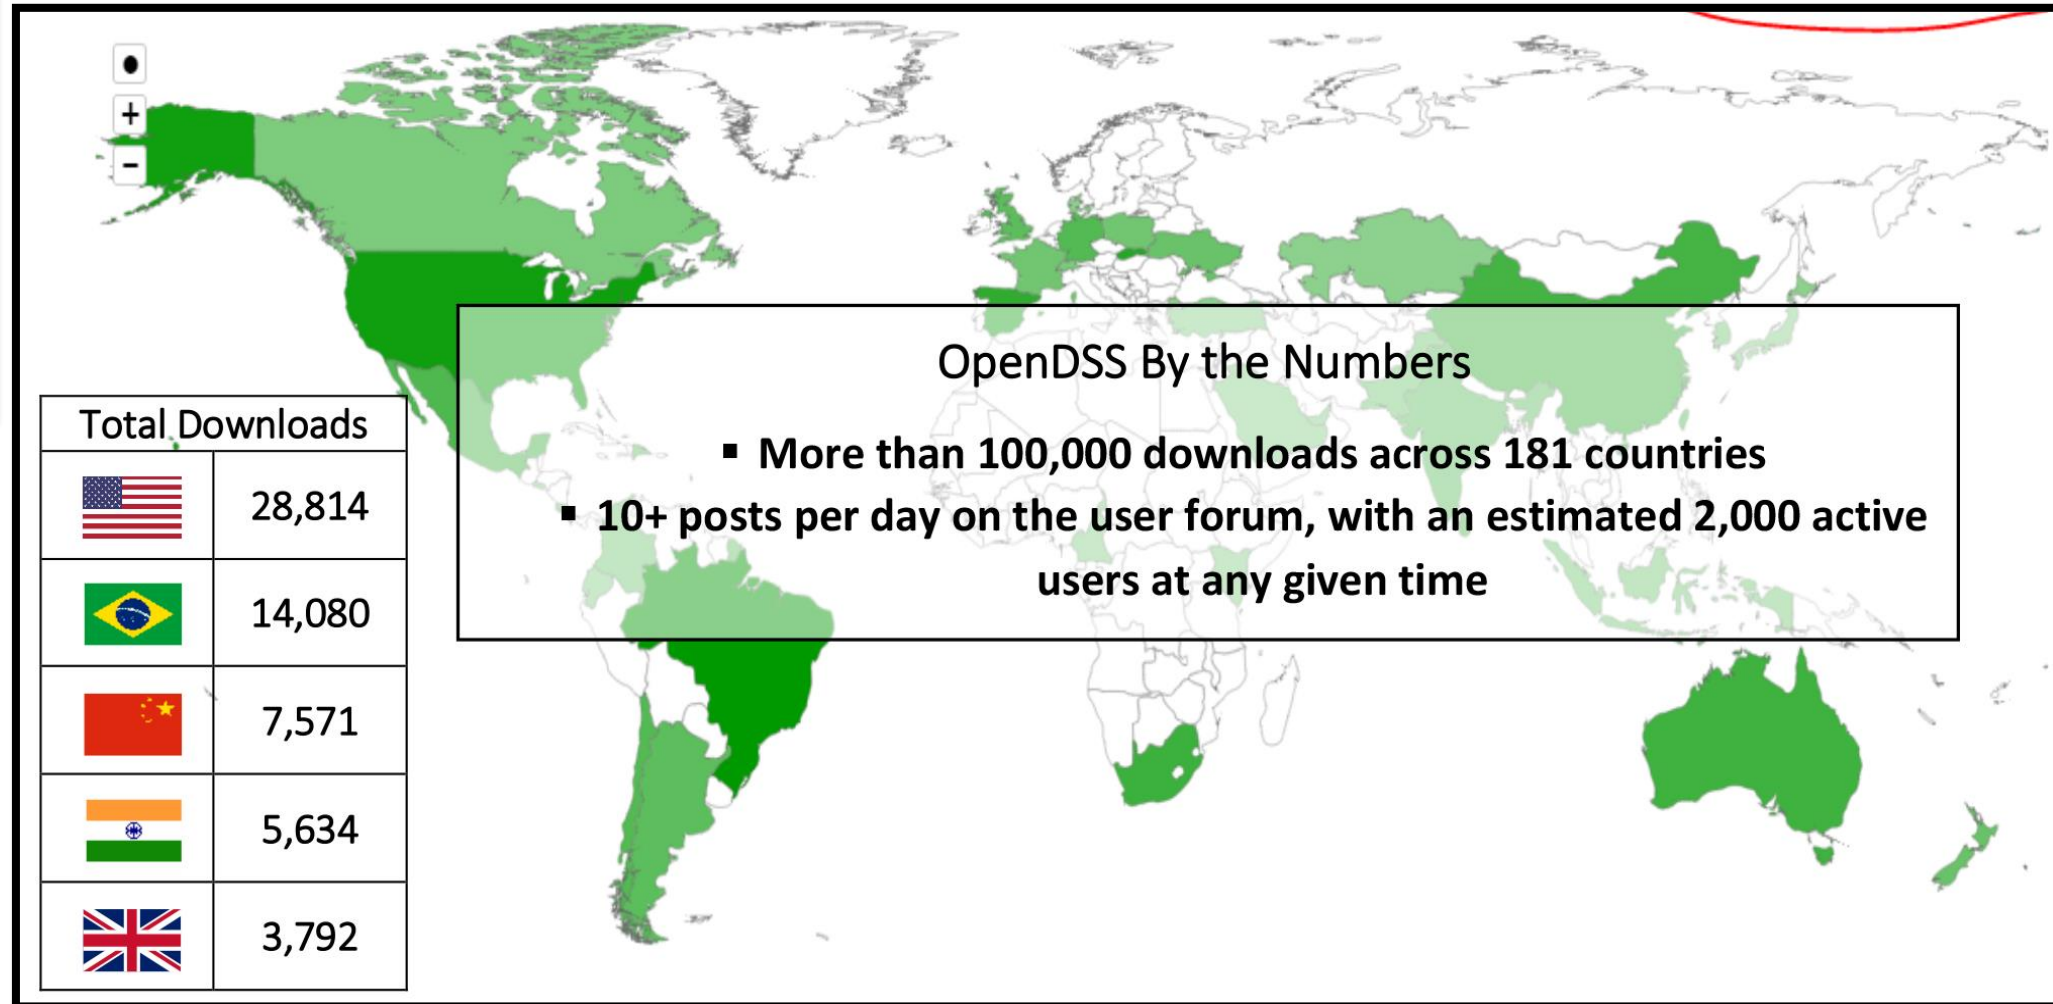 OpenDSS By the Numbers
▪ More than 100,000 downloads across 181 countries
▪ 10+ posts per day on the user forum, with an estimated 2,000 active
users at any given time
Total Downloads
28,814
14,080
7,571
5,634
3,792
+
−